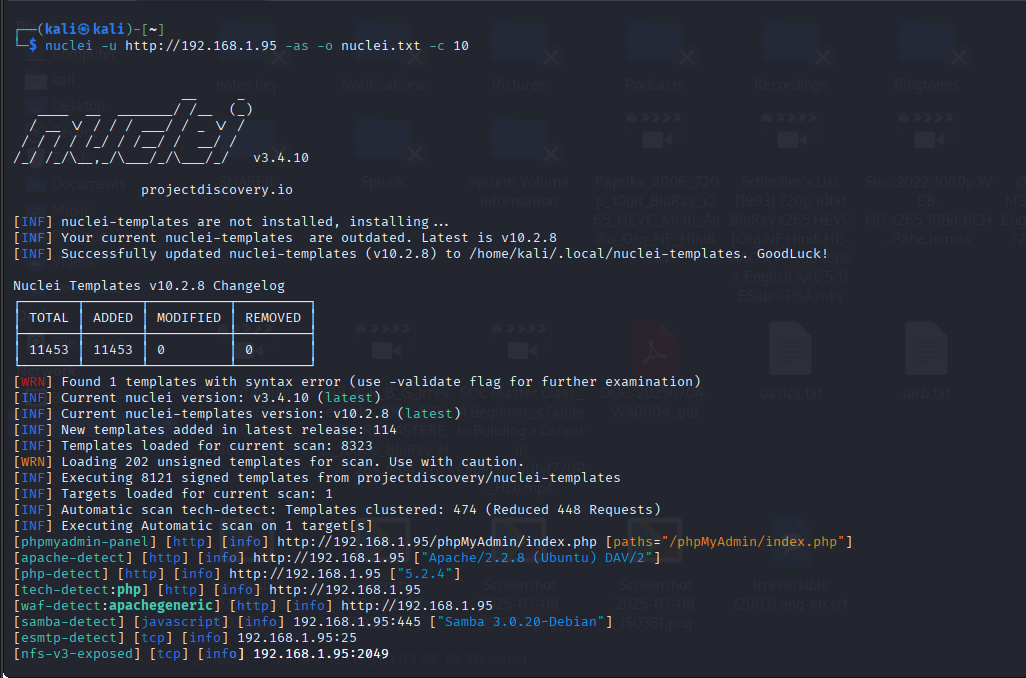 ┌──(kali㉿kali)-[~]
└─$ nuclei -u http://192.168.1.95 -as -o nuclei.txt -c 10
nuclei v3.4.10
projectdiscovery.io
[INF] nuclei-templates are not installed, installing...
[INF] Your current nuclei-templates  are outdated. Latest is v10.2.8
[INF] Successfully updated nuclei-templates (v10.2.8) to /home/kali/.local/nuclei-templates. GoodLuck!
Nuclei Templates v10.2.8 Changelog
TOTAL ADDED MODIFIED REMOVED
11453 11453 0 0
[WRN] Found 1 templates with syntax error (use -validate flag for further examination)
[INF] Current nuclei version: v3.4.10 (latest)
[INF] Current nuclei-templates version: v10.2.8 (latest)
[INF] New templates added in latest release: 114
[INF] Templates loaded for current scan: 8323
[WRN] Loading 202 unsigned templates for scan. Use with caution.
[INF] Executing 8121 signed templates from projectdiscovery/nuclei-templates
[INF] Targets loaded for current scan: 1
[INF] Automatic scan tech-detect: Templates clustered: 474 (Reduced 448 Requests)
[INF] Executing Automatic scan on 1 target[s]
[phpmyadmin-panel] [http] [info] http://192.168.1.95/phpMyAdmin/index.php [paths="/phpMyAdmin/index.php"]
[apache-detect] [http] [info] http://192.168.1.95 ["Apache/2.2.8 (Ubuntu) DAV/2"]
[php-detect] [http] [info] http://192.168.1.95 ["5.2.4"]
[tech-detect:php] [http] [info] http://192.168.1.95
[waf-detect:apachegeneric] [http] [info] http://192.168.1.95
[samba-detect] [javascript] [info] 192.168.1.95:445 ["Samba 3.0.20-Debian"]
[esmtp-detect] [tcp] [info] 192.168.1.95:25
[nfs-v3-exposed] [tcp] [info] 192.168.1.95:2049